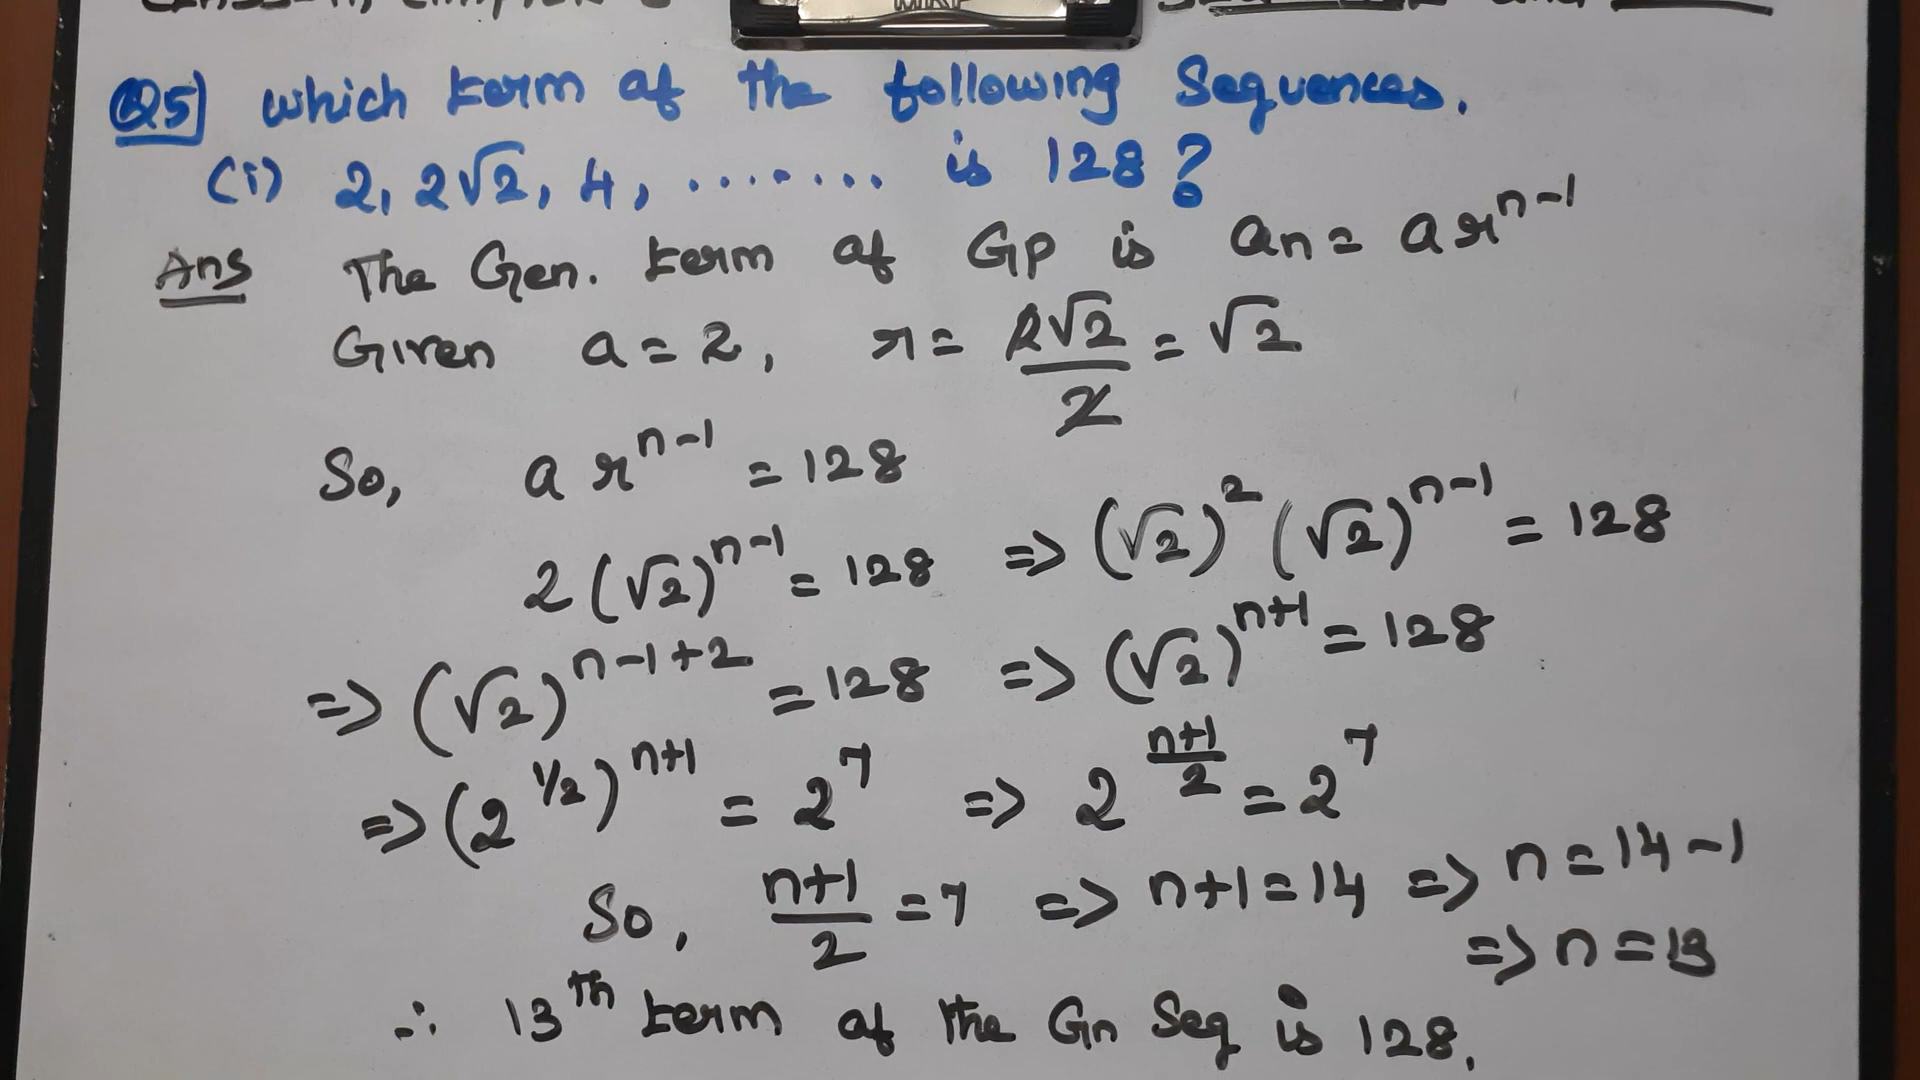 Q5) which term of the following Sequences.
(i) 2, 2√2, 4, ........ is 128?
Ans The Gen. term of GP is an = ar^(n-1)
Given a = 2, r = 2√2/2 = √2
So, ar^(n-1) = 128
2(√2)^(n-1) = 128 => (√2)^2 (√2)^(n-1) = 128
=> (√2)^(n-1+2) = 128 => (√2)^(n+1) = 128
=> (2^(1/2))^(n+1) = 2^7 => 2^((n+1)/2) = 2^7
So, (n+1)/2 = 7 => n+1 = 14 => n = 14-1
=> n = 13
∴ 13th term of the Gn Seq is 128.